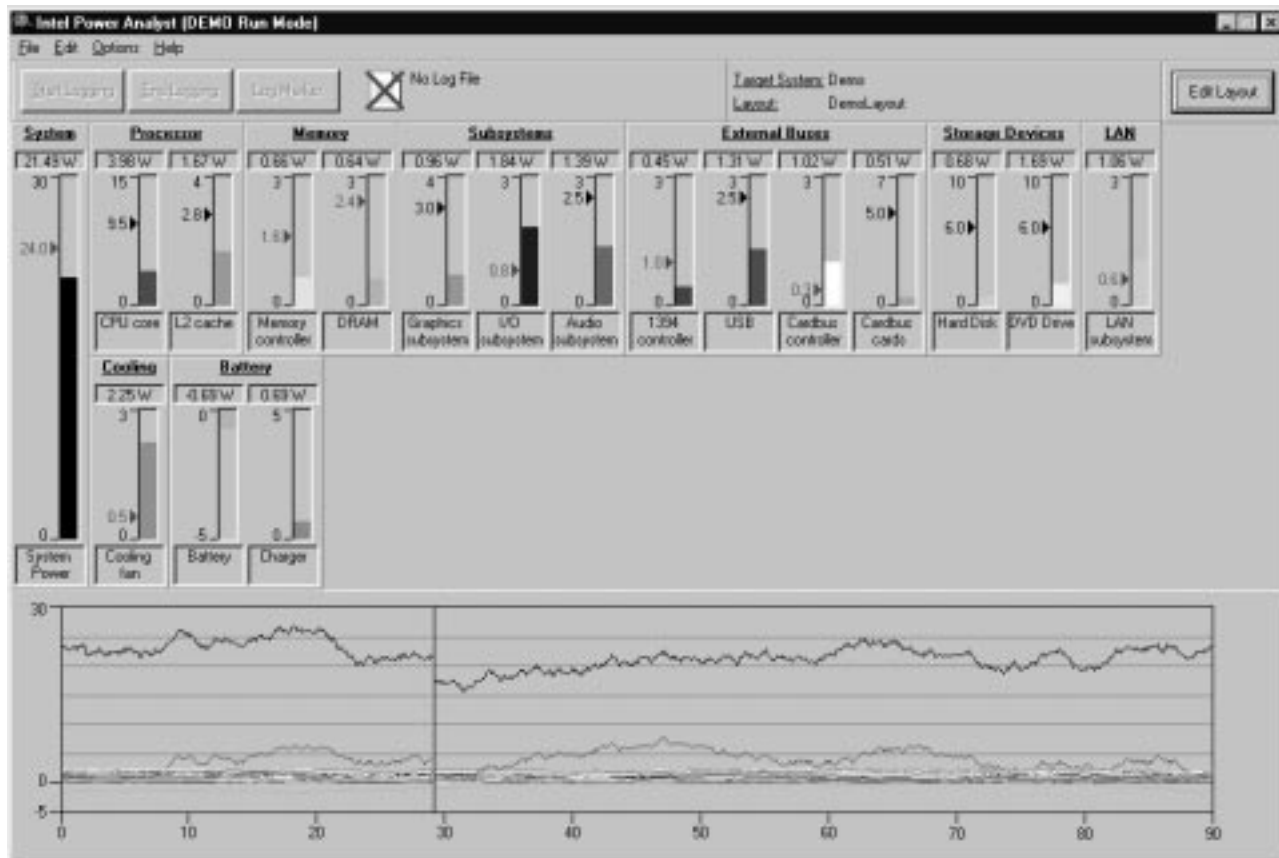 Intel Power Analyst (DEMO Run Mode)
File Edit Options Help
Start Logging End Logging Log Marker No Log File Target System: Demo Edit Layout
Layout: DemoLayout
System Processor Memory Subsystems External Buses Storage Devices LAN
21.49 W 3.98 W 1.67 W 0.66 W 0.64 W 0.96 W 1.84 W 1.39 W 0.45 W 1.31 W 1.02 W 0.51 W 0.68 W 1.69 W 1.06 W
30 15 4 3 3 4 3 3 3 3 3 7 10 10 3
24.0 9.5 2.8 1.6 2.4 3.0 0.8 2.5 1.0 2.5 0.3 5.0 6.0 6.0 0.6
0 0 0 0 0 0 0 0 0 0 0 0 0 0
CPU core L2 cache Memory controller DRAM Graphics subsystem I/O subsystem Audio subsystem 1394 controller USB Cardbus controller Cardbus cards Hard Disk DVD Drive LAN subsystem
Cooling Battery
2.25 W -0.69 W 0.69 W
3 0 5
0.5
0 0 -5 0
System Power Cooling fan Battery Charger
30
0
-5
0 10 20 30 40 50 60 70 80 90